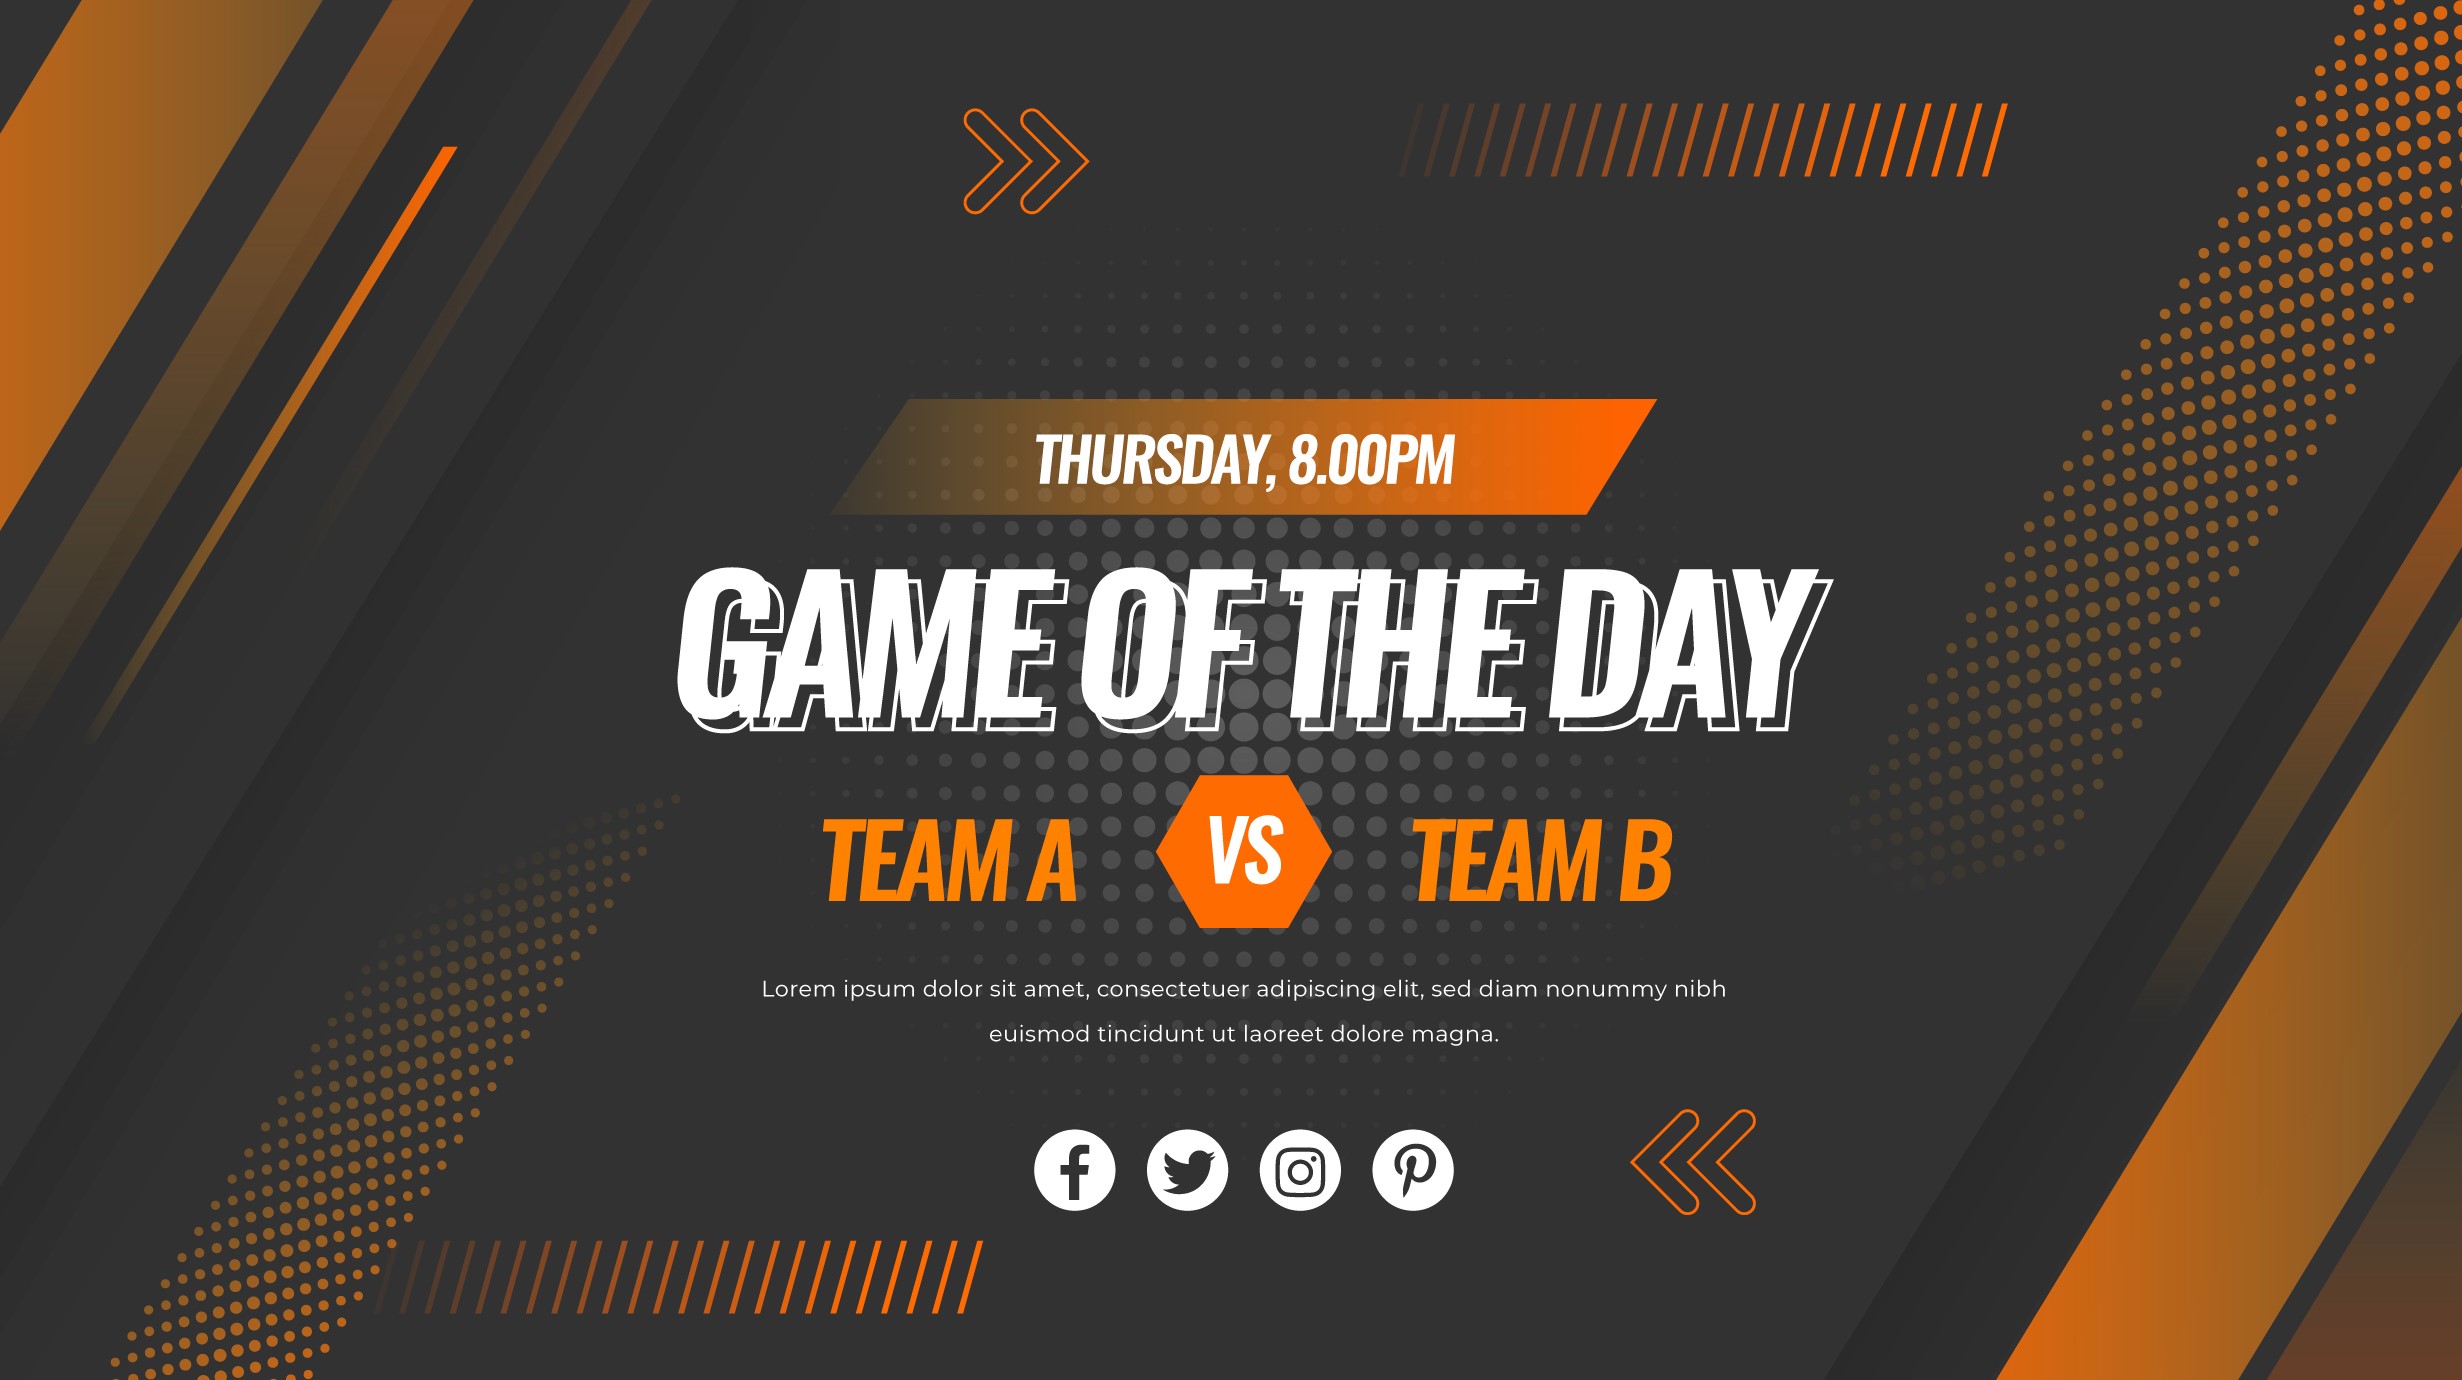 THURSDAY, 8.00PM
GAME OF THE DAY
TEAM A VS TEAM B
Lorem ipsum dolor sit amet, consectetuer adipiscing elit, sed diam nonummy nibh
euismod tincidunt ut laoreet dolore magna.